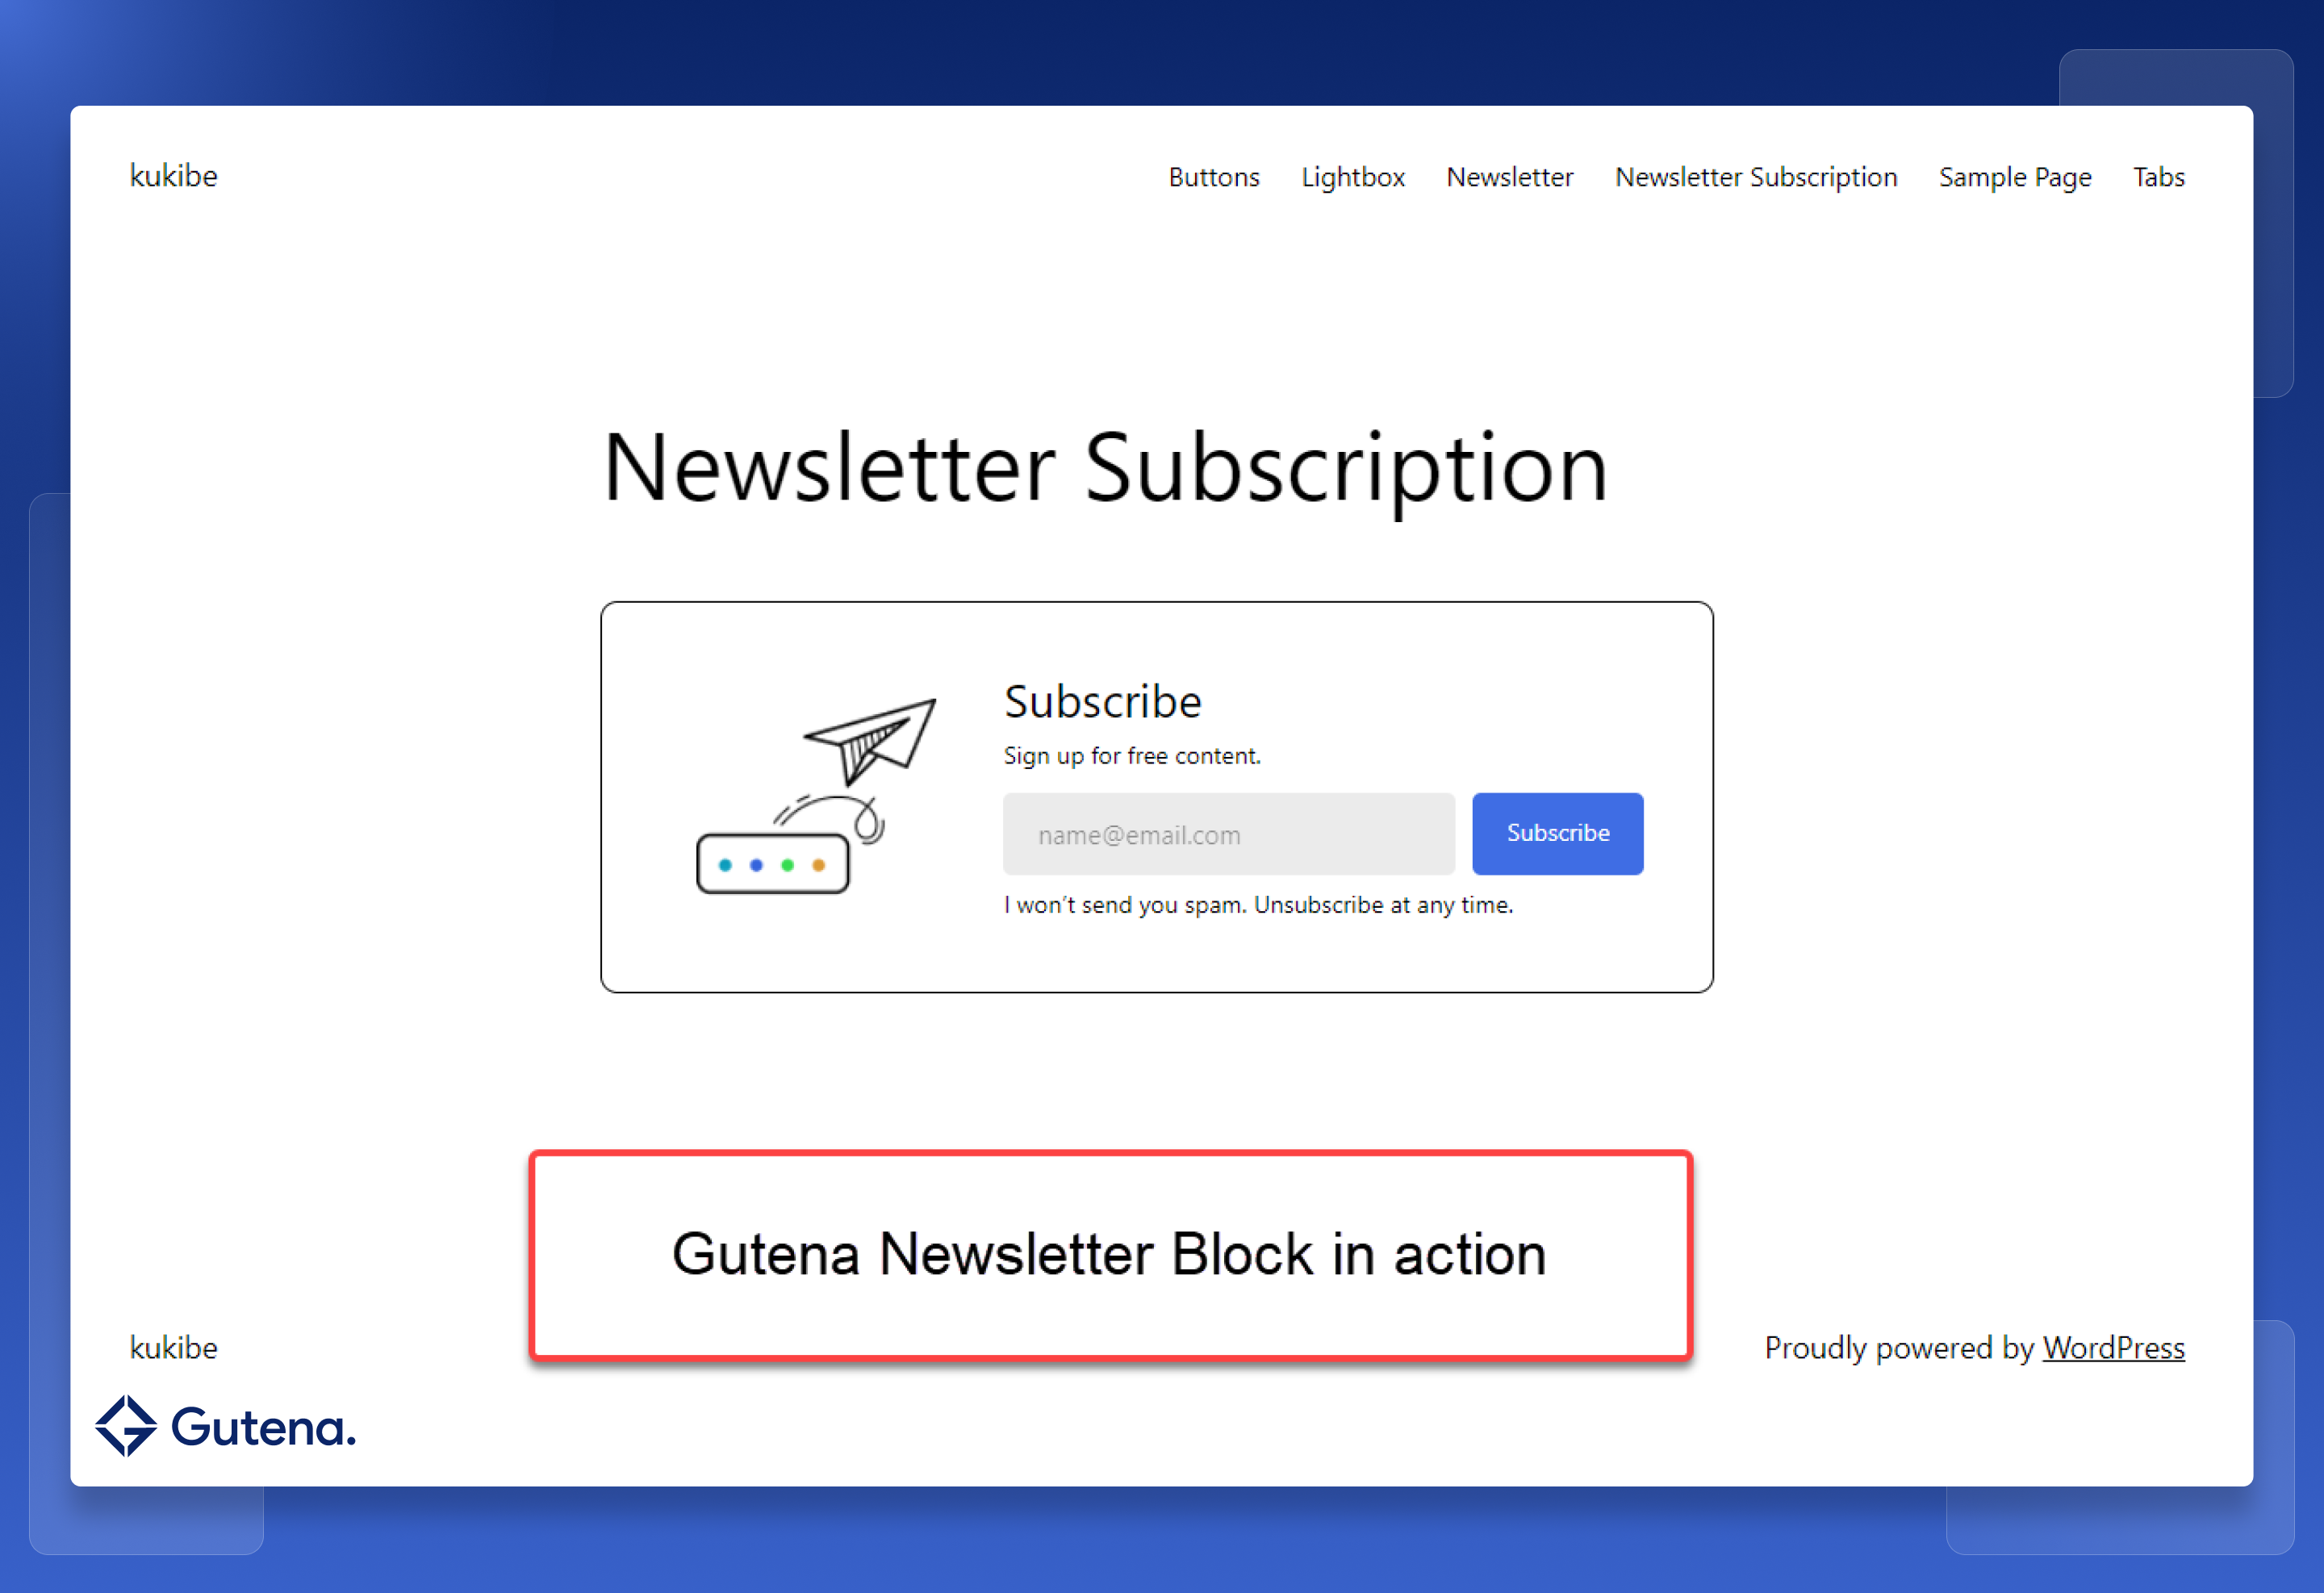 kukibe
Buttons Lightbox Newsletter Newsletter Subscription Sample Page Tabs
Newsletter Subscription
Subscribe
Sign up for free content.
name@email.com
Subscribe
I won’t send you spam. Unsubscribe at any time.
Gutena Newsletter Block in action
kukibe
Proudly powered by WordPress
Gutena.